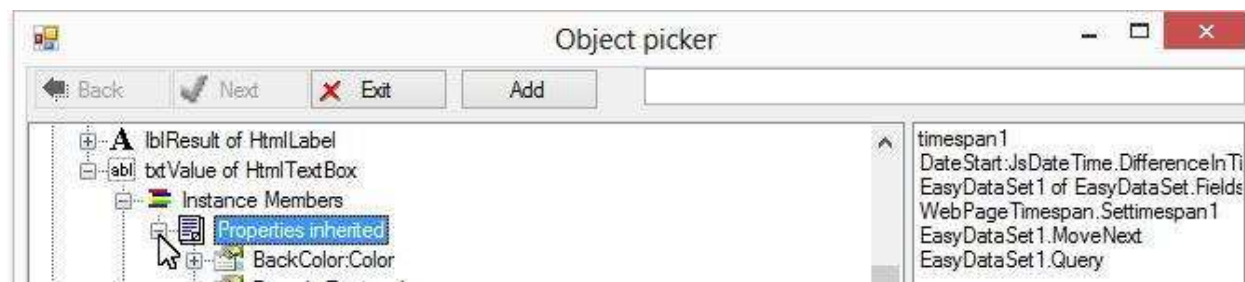 Object picker
Back Next Exit Add
lblResult of HtmlLabel
abl txtValue of HtmlTextBox
Instance Members
Properties inherited
BackColor:Color
timespan1
DateStart:JsDateTime.DifferenceInTi
EasyDataSet1 of EasyDataSet.Fields
WebPageTimespan.Settimespan1
EasyDataSet1.MoveNext
EasyDataSet1.Query